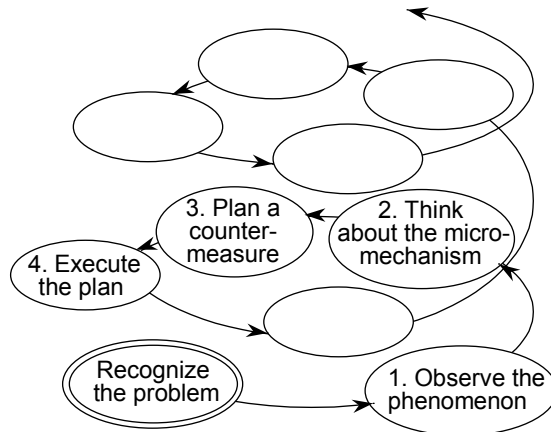 3. Plan a
counter-
measure
2. Think
about the micro-
mechanism
4. Execute
the plan
Recognize
the problem
1. Observe the
phenomenon